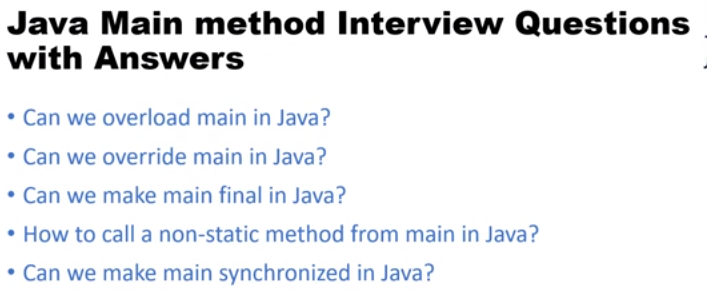 Java Main method Interview Questions
with Answers
• Can we overload main in Java?
• Can we override main in Java?
• Can we make main final in Java?
• How to call a non-static method from main in Java?
• Can we make main synchronized in Java?